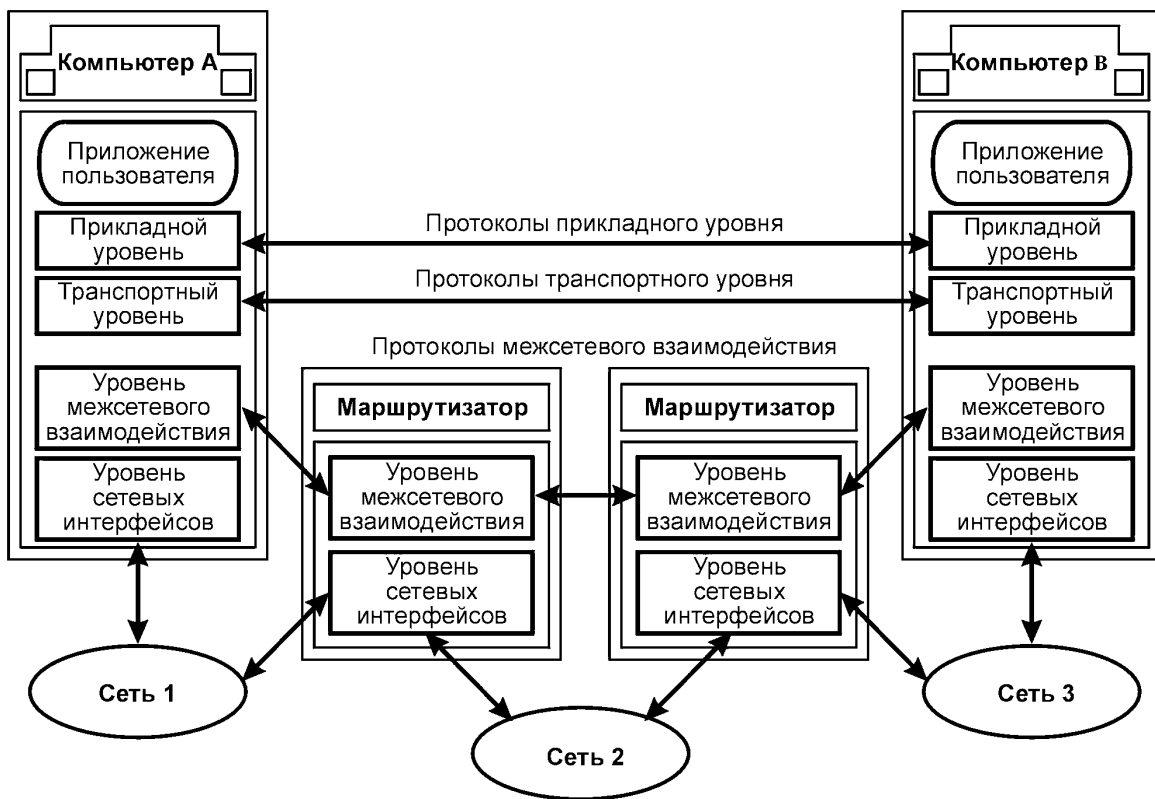 Компьютер A
Приложение
пользователя
Прикладной
уровень
Транспортный
уровень
Уровень
межсетевого
взаимодействия
Уровень
сетевых
интерфейсов
Протоколы прикладного уровня
Протоколы транспортного уровня
Протоколы межсетевого взаимодействия
Маршрутизатор
Уровень
межсетевого
взаимодействия
Уровень
сетевых
интерфейсов
Маршрутизатор
Уровень
межсетевого
взаимодействия
Уровень
сетевых
интерфейсов
Компьютер B
Приложение
пользователя
Прикладной
уровень
Транспортный
уровень
Уровень
межсетевого
взаимодействия
Уровень
сетевых
интерфейсов
Сеть 1
Сеть 2
Сеть 3